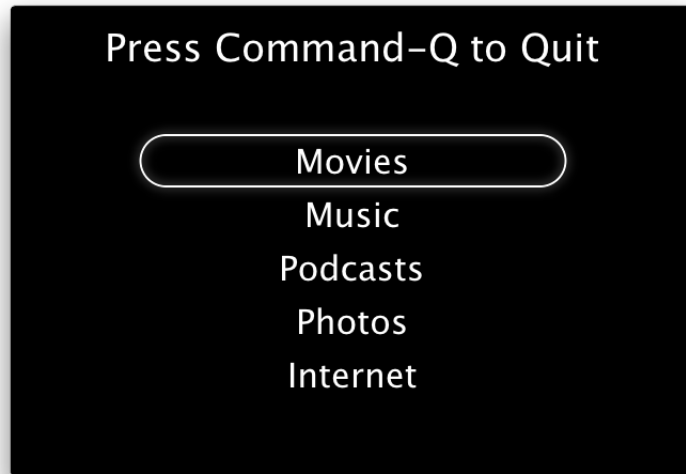 Press Command-Q to Quit
Movies
Music
Podcasts
Photos
Internet